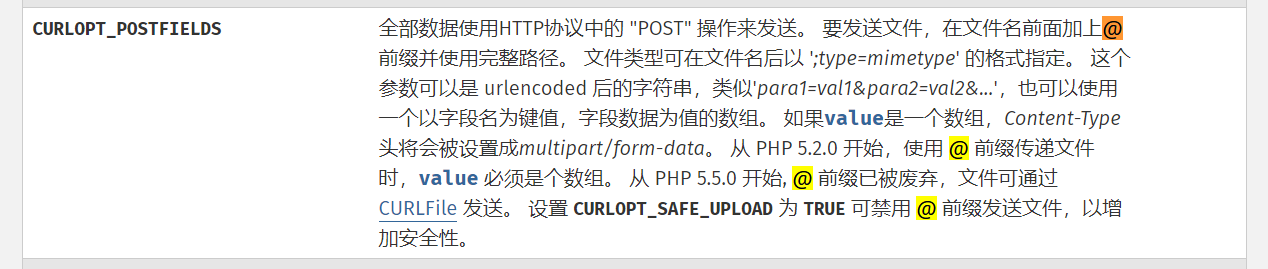 CURLOPT_POSTFIELDS
全部数据使用HTTP协议中的 "POST" 操作来发送。 要发送文件，在文件名前面加上@
前缀并使用完整路径。 文件类型可在文件名后以 ';type=mimetype' 的格式指定。 这个
参数可以是 urlencoded 后的字符串，类似'para1=val1&para2=val2&...'，也可以使用
一个以字段名为键值，字段数据为值的数组。 如果value是一个数组，Content-Type
头将会被设置成multipart/form-data。 从 PHP 5.2.0 开始，使用 @ 前缀传递文件
时，value 必须是个数组。 从 PHP 5.5.0 开始, @ 前缀已被废弃，文件可通过
CURLFile 发送。 设置 CURLOPT_SAFE_UPLOAD 为 TRUE 可禁用 @ 前缀发送文件，以增
加安全性。